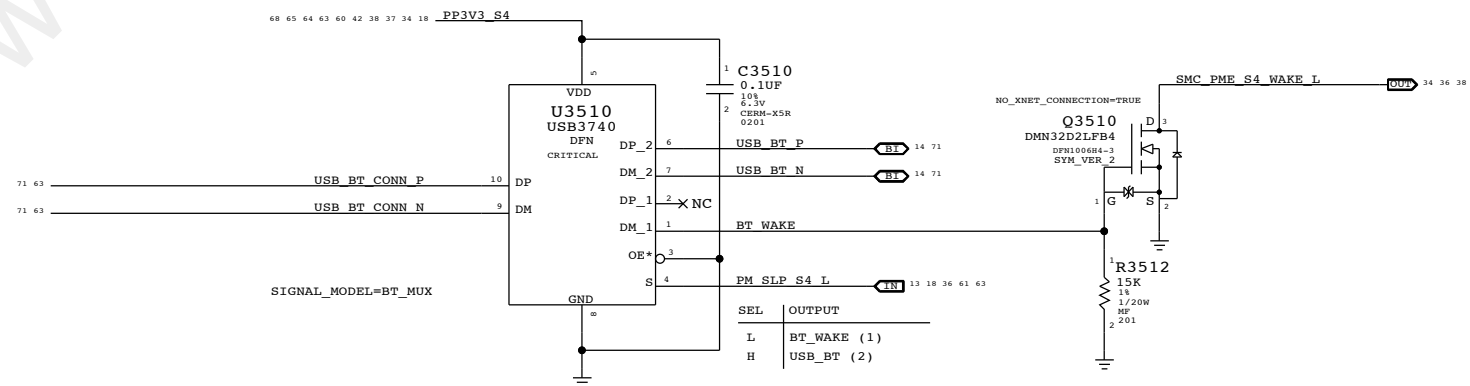 68 65 64 63 60 42 38 37 34 18 PP3V3_S4
5
VDD
U3510
USB3740
DFN
CRITICAL
1
C3510
0.1UF
10%
6.3V
CERM-X5R
0201
2
SMC_PME_S4_WAKE_L OUT 34 36 38
NO_XNET_CONNECTION=TRUE
Q3510
DMN32D2LFB4
DFN1006H4-3
SYM_VER_2
D 3
1 G S 2
DP_2 6 USB_BT_P BI 14 71
DM_2 7 USB_BT_N BI 14 71
71 63 USB_BT_CONN_P 10 DP
DP_1 2 NC
71 63 USB_BT_CONN_N 9 DM
DM_1 1 BT_WAKE
OE* 3
S 4 PM_SLP_S4_L IN 13 18 36 61 63
GND
8
SIGNAL_MODEL=BT_MUX
1
R3512
15K
1%
1/20W
MF
201
2
SEL OUTPUT
L BT_WAKE (1)
H USB_BT (2)